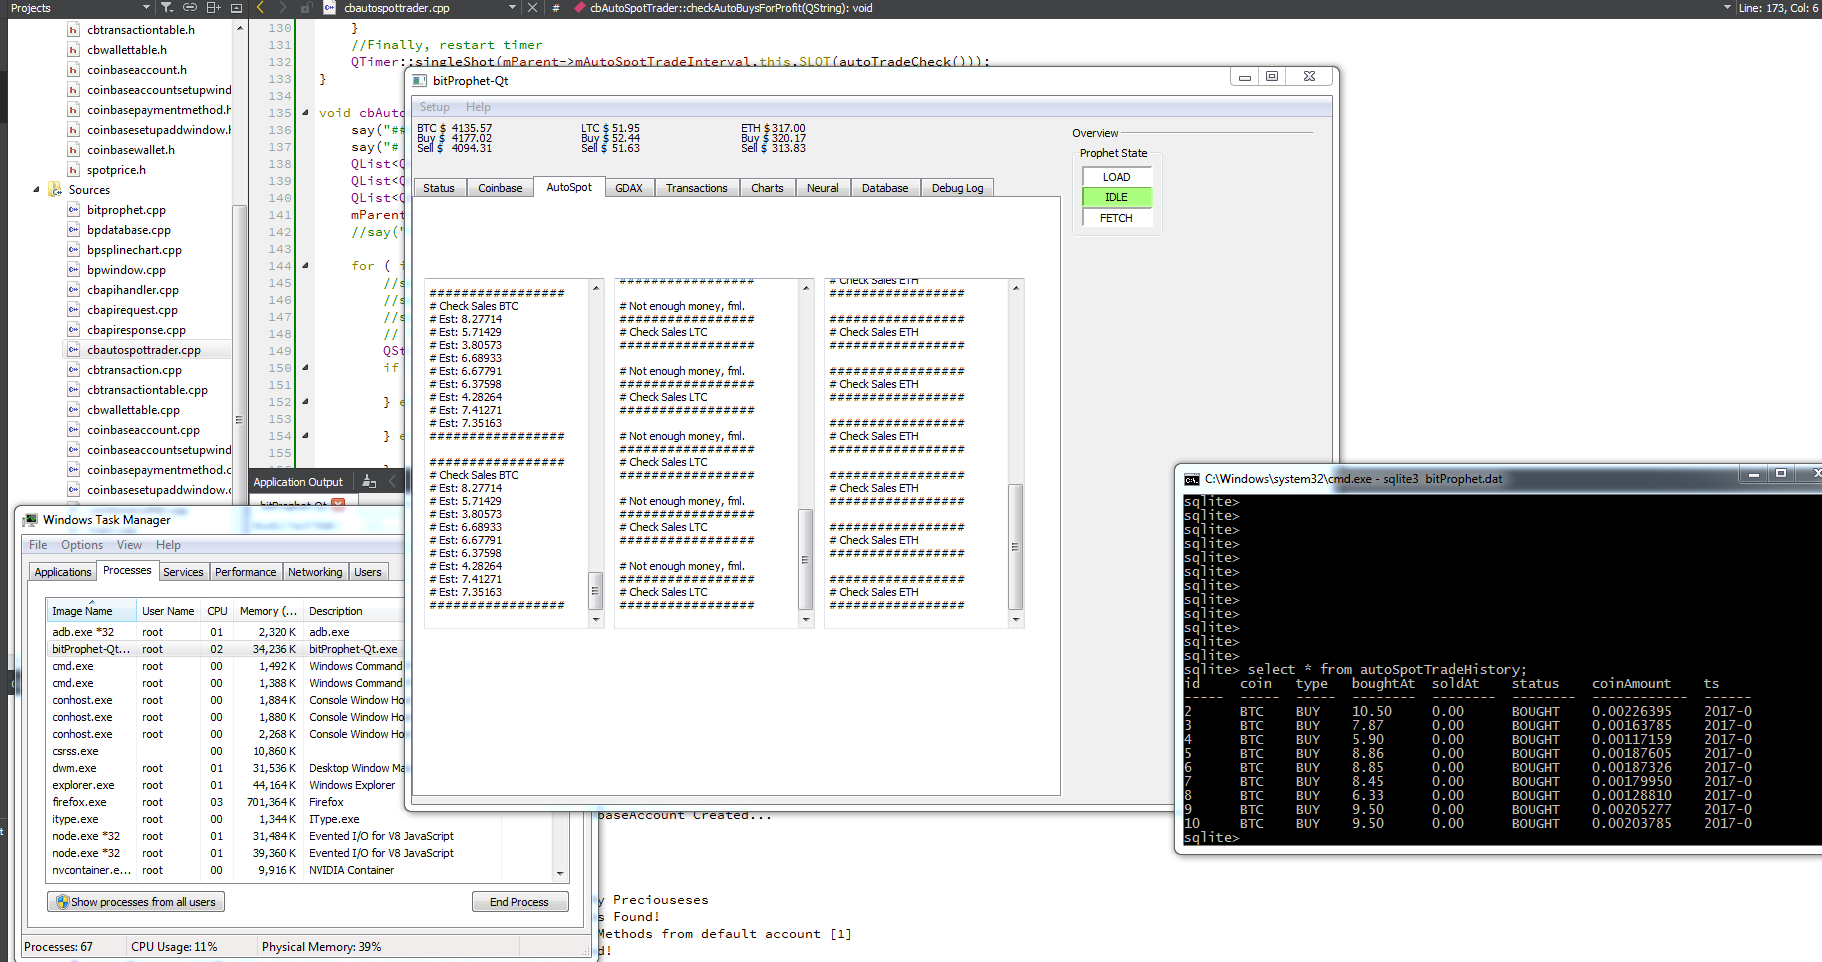 Projects
cbautospottrader.cpp
#
cbAutoSpotTrader::checkAutoBuysForProfit(QString): void
Line: 173, Col: 6
cbtransactiontable.h
cbwallettable.h
coinbaseaccount.h
coinbaseaccountsetupwind
coinbasepaymentmethod.h
coinbasesetupaddwindow.h
coinbasewallet.h
spotprice.h
Sources
bitprophet.cpp
bpdatabase.cpp
bpsplinechart.cpp
bpwindow.cpp
cbapihandler.cpp
cbapirequest.cpp
cbapiresponse.cpp
cbautospottrader.cpp
cbtransaction.cpp
cbtransactiontable.cpp
cbwallettable.cpp
coinbaseaccount.cpp
coinbaseaccountsetupwind
coinbasepaymentmethod.c
coinbasesetupaddwindow.c
130 }
131 //Finally, restart timer
132 QTimer::singleShot(mParent->mAutoSpotTradeInterval,this,SLOT(autoTradeCheck()));
133 }
134
135 void cbAuto
136 say("##
137 say("#
138 QList<Q
139 QList<Q
140 QList<Q
141 mParent
142 //say("
143
144 for ( i
145 //s
146 //s
147 //s
148 //
149 QSt
150 if
151
152 } e
153
154 } e
155
Application Output
bitProphet-Qt
bitProphet-Qt
Setup Help
BTC $ 4135.57
Buy $ 4177.02
Sell $ 4094.31
LTC $ 51.95
Buy $ 52.44
Sell $ 51.63
ETH $ 317.00
Buy $ 320.17
Sell $ 313.83
Overview
Prophet State
LOAD
IDLE
FETCH
Status Coinbase AutoSpot GDAX Transactions Charts Neural Database Debug Log
#################
# Check Sales BTC
# Est: 8.27714
# Est: 5.71429
# Est: 3.80573
# Est: 6.68933
# Est: 6.67791
# Est: 6.37598
# Est: 4.28264
# Est: 7.41271
# Est: 7.35163
#################
#################
# Check Sales BTC
# Est: 8.27714
# Est: 5.71429
# Est: 3.80573
# Est: 6.68933
# Est: 6.67791
# Est: 6.37598
# Est: 4.28264
# Est: 7.41271
# Est: 7.35163
#################
#################
# Not enough money, fml.
#################
# Check Sales LTC
#################
# Not enough money, fml.
#################
# Check Sales LTC
#################
# Not enough money, fml.
#################
# Check Sales LTC
#################
# Not enough money, fml.
#################
# Check Sales LTC
#################
# Not enough money, fml.
#################
# Check Sales LTC
#################
# Check Sales ETH
#################
#################
# Check Sales ETH
#################
#################
# Check Sales ETH
#################
#################
# Check Sales ETH
#################
#################
# Check Sales ETH
#################
#################
# Check Sales ETH
#################
#################
# Check Sales ETH
#################
Windows Task Manager
File Options View Help
Applications Processes Services Performance Networking Users
Image Name User Name CPU Memory (... Description
adb.exe *32 root 01 2,320 K adb.exe
bitProphet-Qt... root 02 34,236 K bitProphet-Qt.exe
cmd.exe root 00 1,492 K Windows Command
cmd.exe root 00 1,388 K Windows Command
conhost.exe root 00 1,884 K Console Window Ho
conhost.exe root 00 1,880 K Console Window Ho
conhost.exe root 00 2,268 K Console Window Ho
csrss.exe 00 10,860 K
dwm.exe root 01 31,536 K Desktop Window Ma
explorer.exe root 01 44,164 K Windows Explorer
firefox.exe root 03 701,364 K Firefox
itype.exe root 00 1,344 K IType.exe
node.exe *32 root 01 31,484 K Evented I/O for V8 JavaScript
node.exe *32 root 01 39,360 K Evented I/O for V8 JavaScript
nvcontainer.e... root 00 9,916 K NVIDIA Container
Show processes from all users
End Process
Processes: 67 CPU Usage: 11% Physical Memory: 39%
baseAccount Created...
y Preciouseses
s Found!
Methods from default account [1]
d!
C:\Windows\system32\cmd.exe - sqlite3 bitProphet.dat
sqlite>
sqlite>
sqlite>
sqlite>
sqlite>
sqlite>
sqlite>
sqlite>
sqlite>
sqlite>
sqlite>
sqlite>
sqlite> select * from autoSpotTradeHistory;
id coin type boughtAt soldAt status coinAmount ts
----- ----- ----- -------- -------- -------- ------------ ------
2 BTC BUY 10.50 0.00 BOUGHT 0.00226395 2017-0
3 BTC BUY 7.87 0.00 BOUGHT 0.00163785 2017-0
4 BTC BUY 5.90 0.00 BOUGHT 0.00117159 2017-0
5 BTC BUY 8.86 0.00 BOUGHT 0.00187605 2017-0
6 BTC BUY 8.85 0.00 BOUGHT 0.00187326 2017-0
7 BTC BUY 8.45 0.00 BOUGHT 0.00179950 2017-0
8 BTC BUY 6.33 0.00 BOUGHT 0.00128810 2017-0
9 BTC BUY 9.50 0.00 BOUGHT 0.00205277 2017-0
10 BTC BUY 9.50 0.00 BOUGHT 0.00203785 2017-0
sqlite>